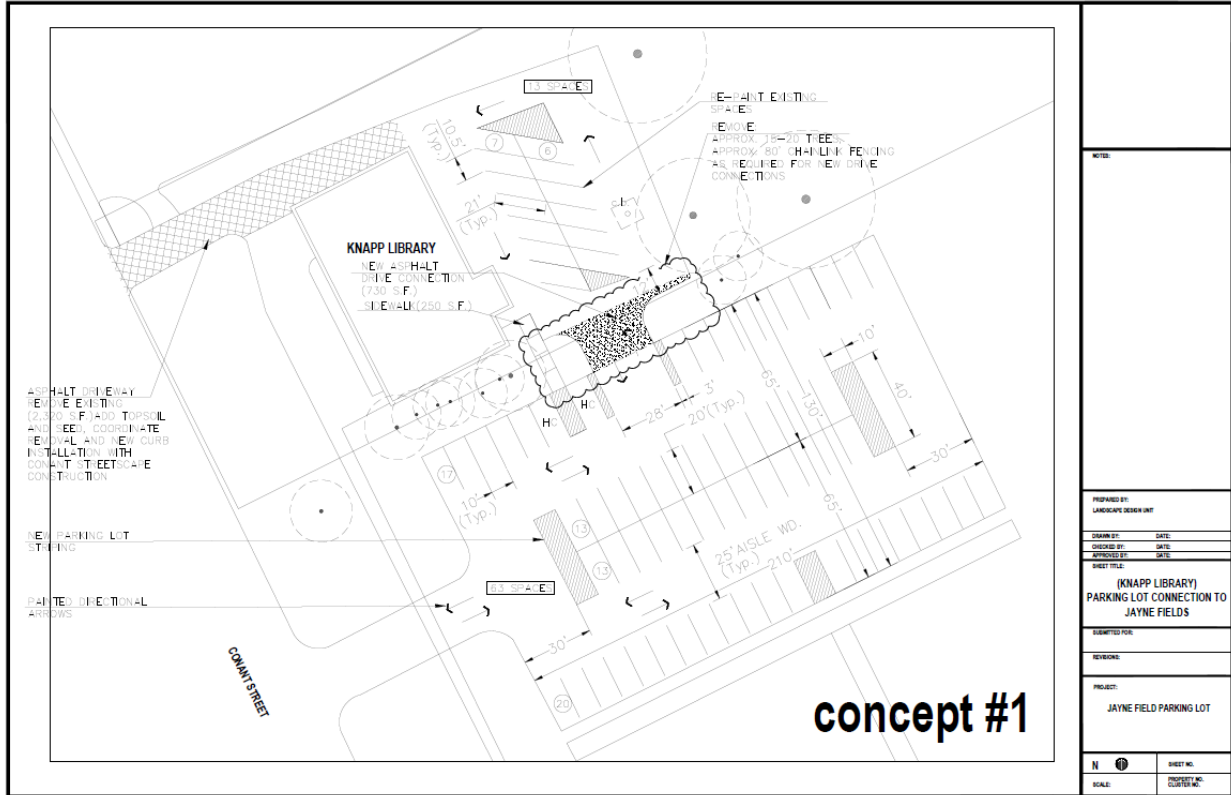 13 SPACES
RE-PAINT EXISTING
SPACES
REMOVE
APPROX. 15-20 TREES,
APPROX. 80' CHAINLINK FENCING
AS REQUIRED FOR NEW DRIVE
CONNECTIONS
10.5'
(Typ.)
7
6
21'
(Typ.)
c.b.
KNAPP LIBRARY
NEW ASPHALT
DRIVE CONNECTION
(730 S.F.)
SIDEWALK(250 S.F.)
ASPHALT DRIVEWAY
REMOVE EXISTING
(2,320 S.F.)ADD TOPSOIL
AND SEED, COORDINATE
REMOVAL AND NEW CURB
INSTALLATION WITH
CONANT STREETSCAPE
CONSTRUCTION
HC
HC
28'
3'
20'(Typ.)
65'
130'
10'
40'
30'
17
10'
(Typ.)
13
13
65'
25' AISLE WD.
(Typ.)
210'
NEW PARKING LOT
STRIPING
63 SPACES
PAINTED DIRECTIONAL
ARROWS
30'
20
CONANT STREET
concept #1
NOTES:
PREPARED BY:
LANDSCAPE DESIGN UNIT
DRAWN BY: DATE:
CHECKED BY: DATE:
APPROVED BY: DATE:
SHEET TITLE:
(KNAPP LIBRARY)
PARKING LOT CONNECTION TO
JAYNE FIELDS
SUBMITTED FOR:
REVISIONS:
PROJECT:
JAYNE FIELD PARKING LOT
N
SHEET NO.
SCALE:
PROPERTY NO.
CLUSTER NO.